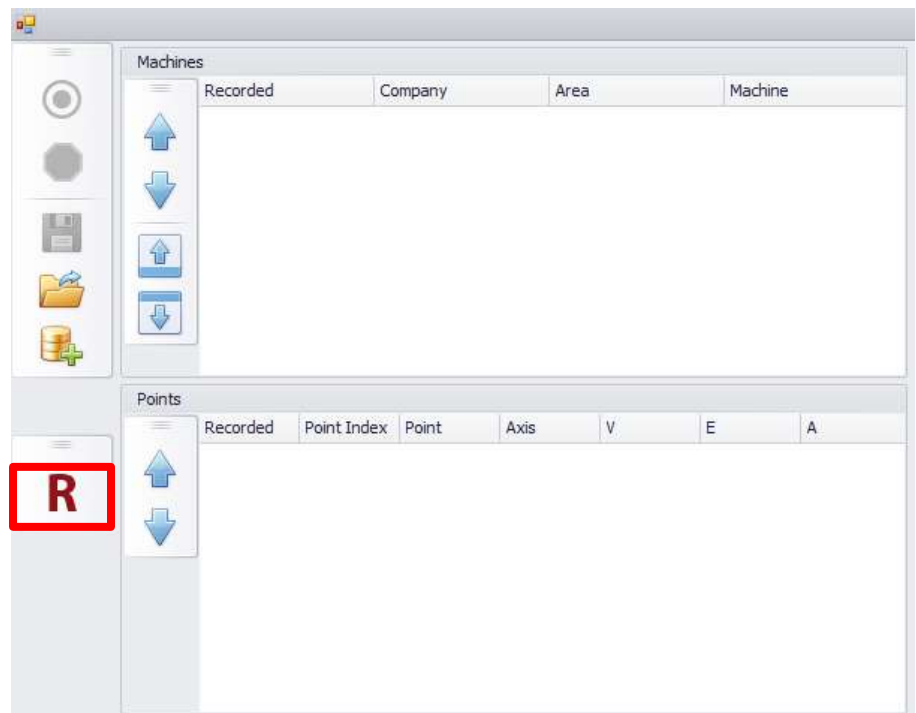 Machines
Recorded Company Area Machine
Points
Recorded Point Index Point Axis V E A
R